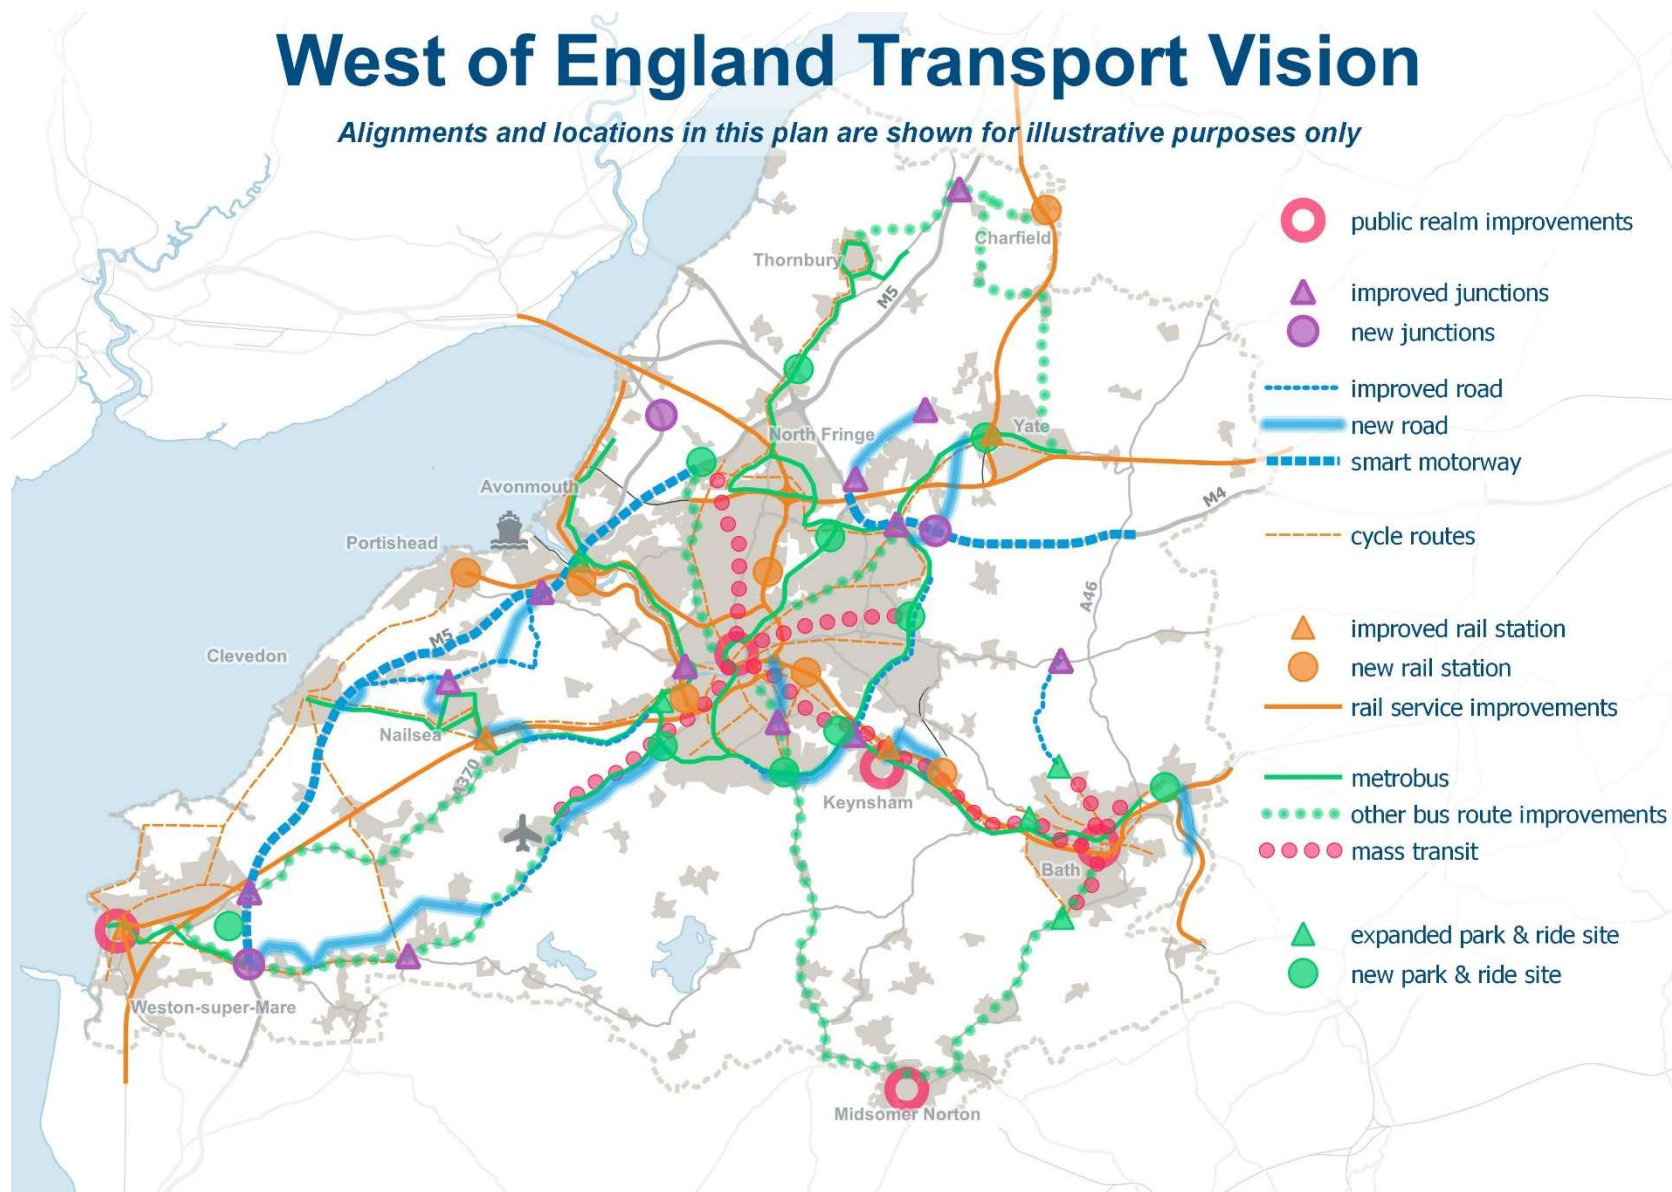 West of England Transport Vision
Alignments and locations in this plan are shown for illustrative purposes only
public realm improvements
improved junctions
new junctions
improved road
new road
smart motorway
cycle routes
improved rail station
new rail station
rail service improvements
metrobus
other bus route improvements
mass transit
expanded park & ride site
new park & ride site
Charfield
Thornbury
M5
North Fringe
Yate
Avonmouth
M4
Portishead
A46
M5
Clevedon
Nailsea
A370
Keynsham
Bath
Weston-super-Mare
Midsomer Norton